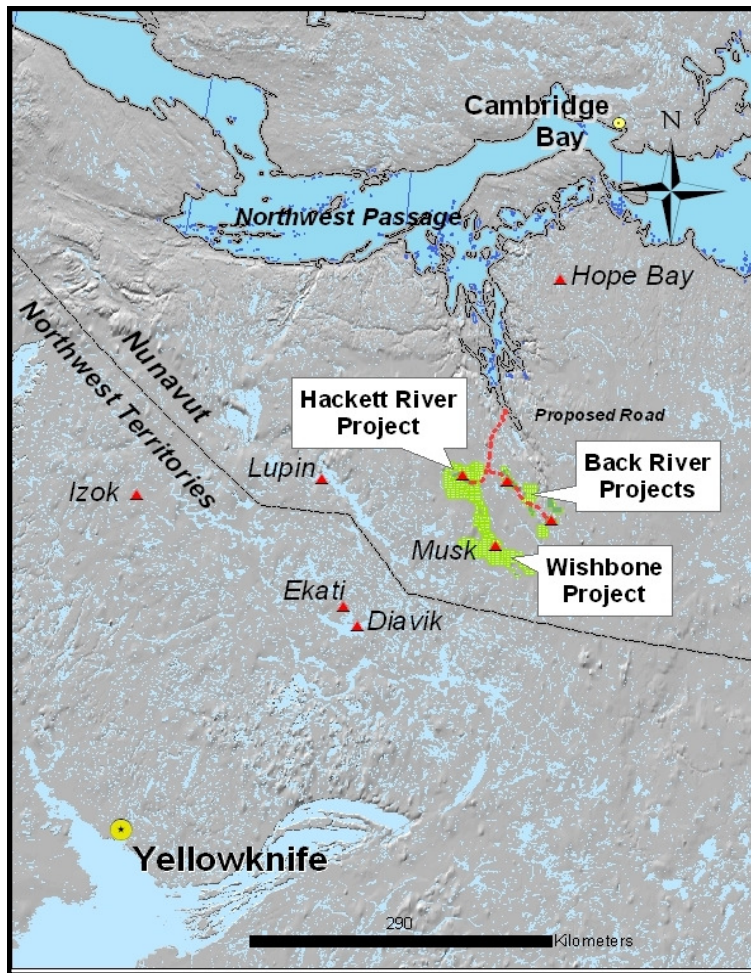 Cambridge
Bay
N
Northwest Passage
Hope Bay
Nunavut
Northwest Territories
Hackett River
Project
Proposed Road
Lupin
Back River
Projects
Izok
Musk
Wishbone
Project
Ekati
Diavik
Yellowknife
290
Kilometers